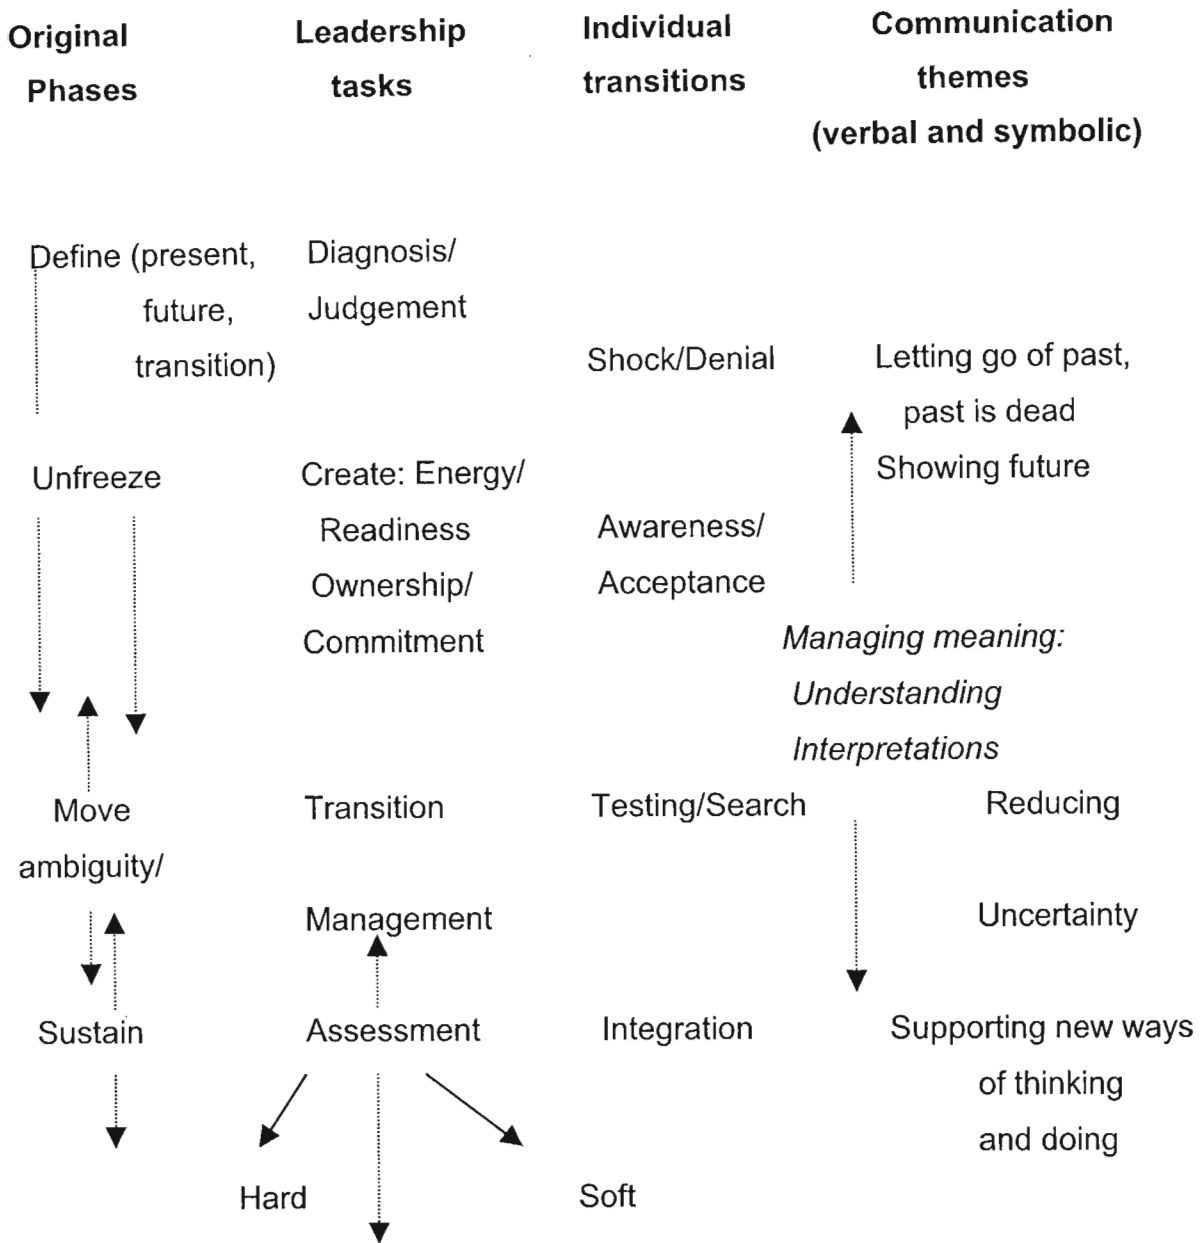 Original Leadership Individual Communication
Phases tasks transitions themes
(verbal and symbolic)
Define (present, Diagnosis/
future, Judgement
transition) Shock/Denial Letting go of past,
past is dead
Unfreeze Create: Energy/ Showing future
Readiness Awareness/
Ownership/ Acceptance
Commitment Managing meaning:
Understanding
Interpretations
Move Transition Testing/Search Reducing
ambiguity/
Management Uncertainty
Sustain Assessment Integration Supporting new ways
of thinking
and doing
Hard Soft